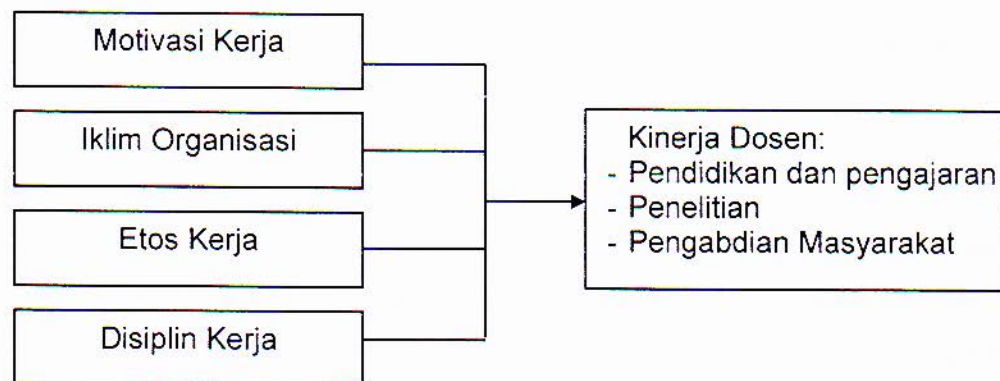 Motivasi Kerja
Iklim Organisasi
Etos Kerja
Disiplin Kerja
Kinerja Dosen:
- Pendidikan dan pengajaran
- Penelitian
- Pengabdian Masyarakat